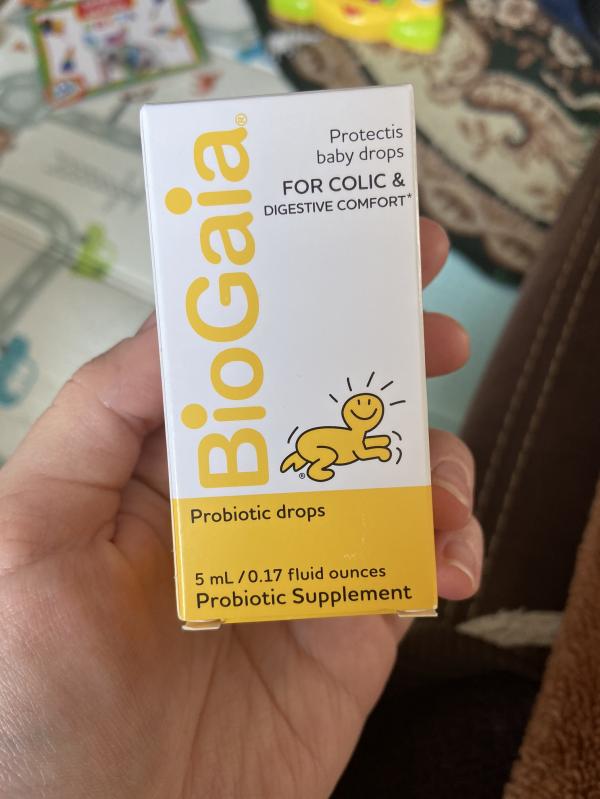 BioGaia®
Protectis
baby drops
FOR COLIC &
DIGESTIVE COMFORT*
®
Probiotic drops
5 mL / 0.17 fluid ounces
Probiotic Supplement